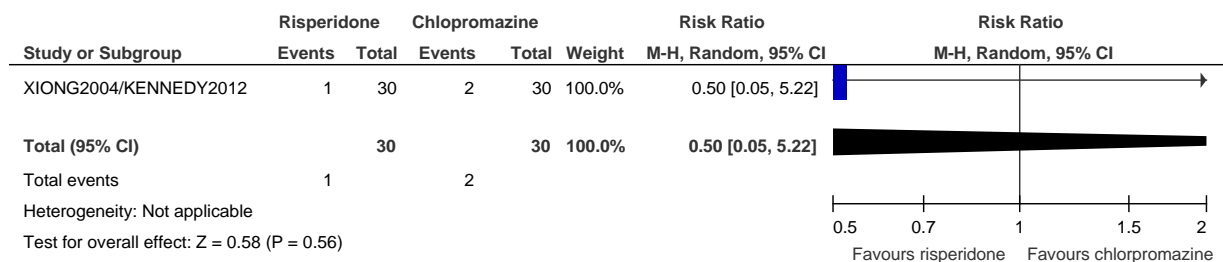 Risperidone Chlopromazine Risk Ratio Risk Ratio
Study or Subgroup Events Total Events Total Weight M-H, Random, 95% CI M-H, Random, 95% CI
XIONG2004/KENNEDY2012 1 30 2 30 100.0% 0.50 [0.05, 5.22]
Total (95% CI) 30 30 100.0% 0.50 [0.05, 5.22]
Total events 1 2
Heterogeneity: Not applicable
Test for overall effect: Z = 0.58 (P = 0.56)
0.5 0.7 1 1.5 2
Favours risperidone Favours chlorpromazine